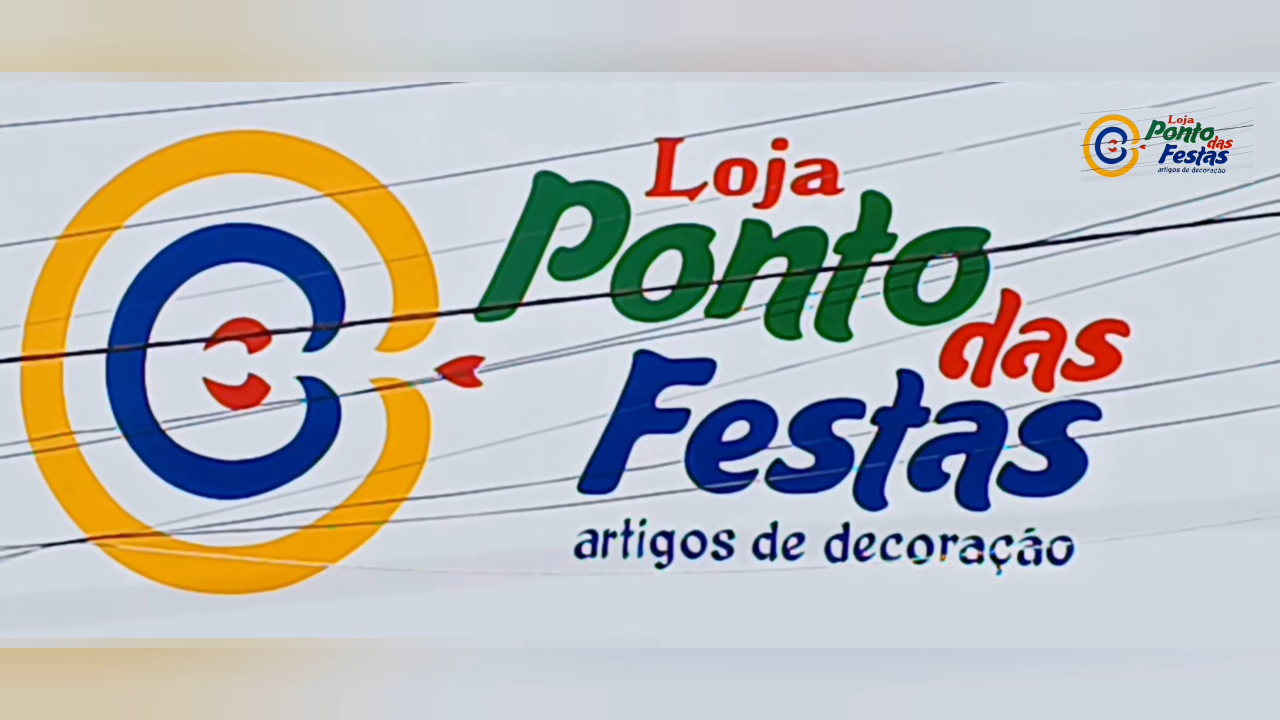 Loja
Ponto
das
Festas
artigos de decoração
Loja
Ponto
das
Festas
artigos de decoração